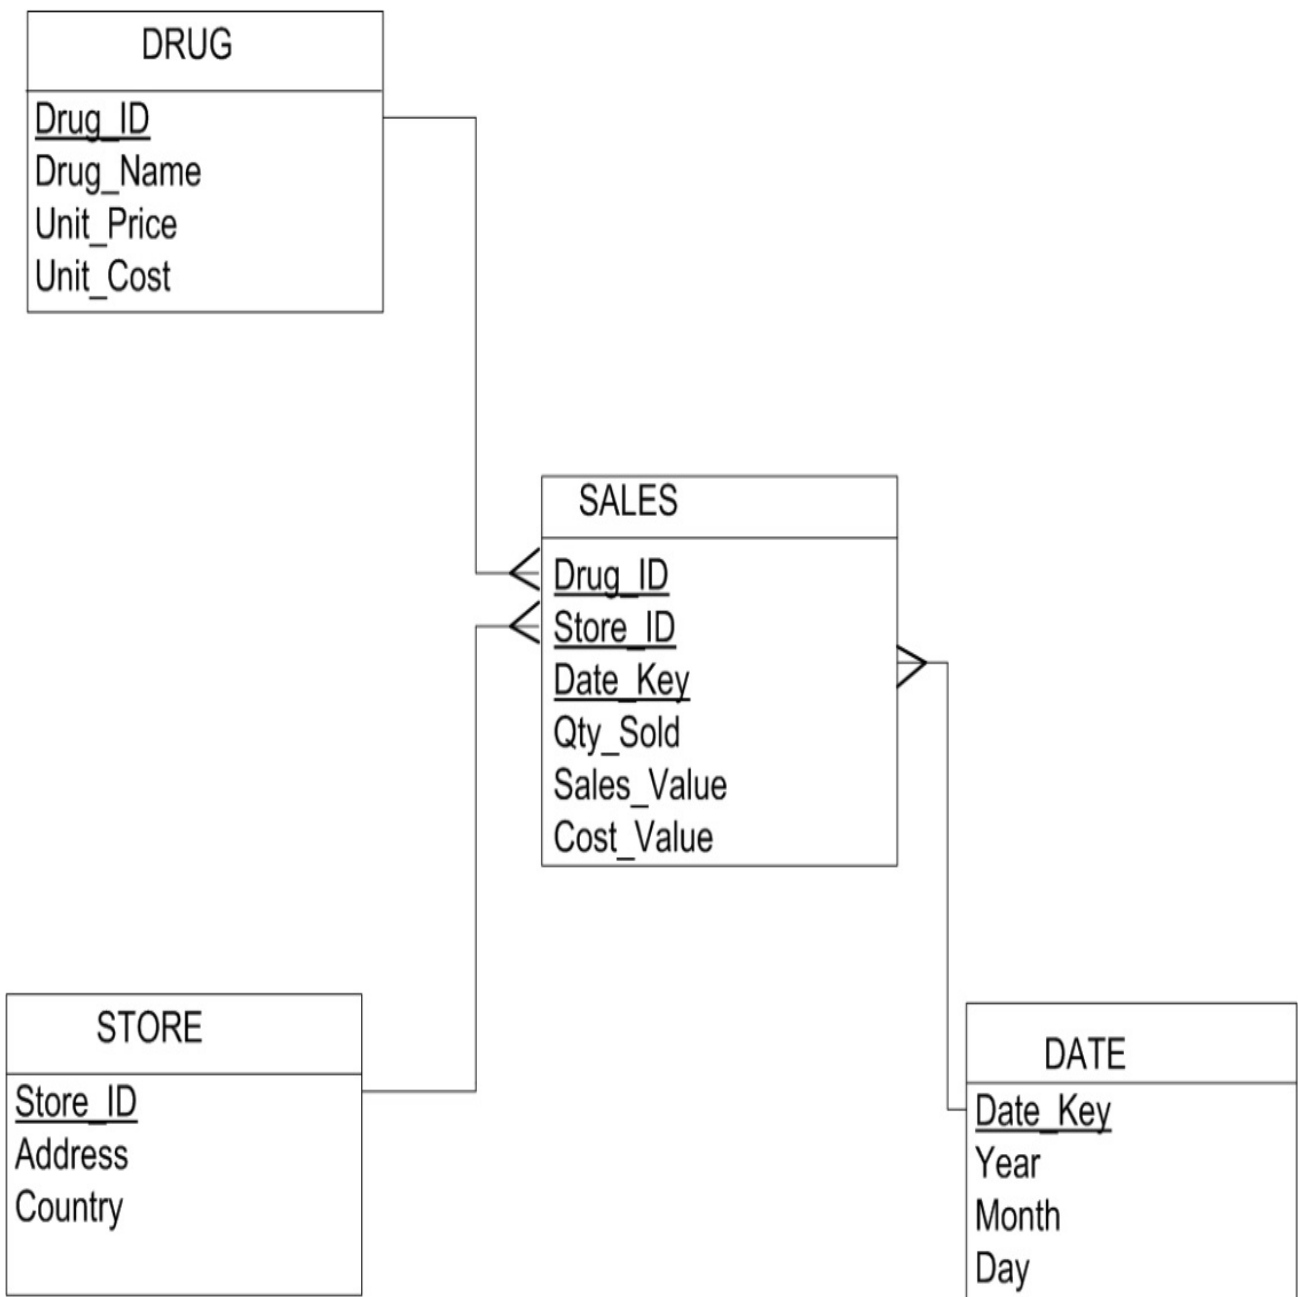 DRUG
Drug_ID
Drug_Name
Unit_Price
Unit_Cost
SALES
Drug_ID
Store_ID
Date_Key
Qty_Sold
Sales_Value
Cost_Value
STORE
Store_ID
Address
Country
DATE
Date_Key
Year
Month
Day